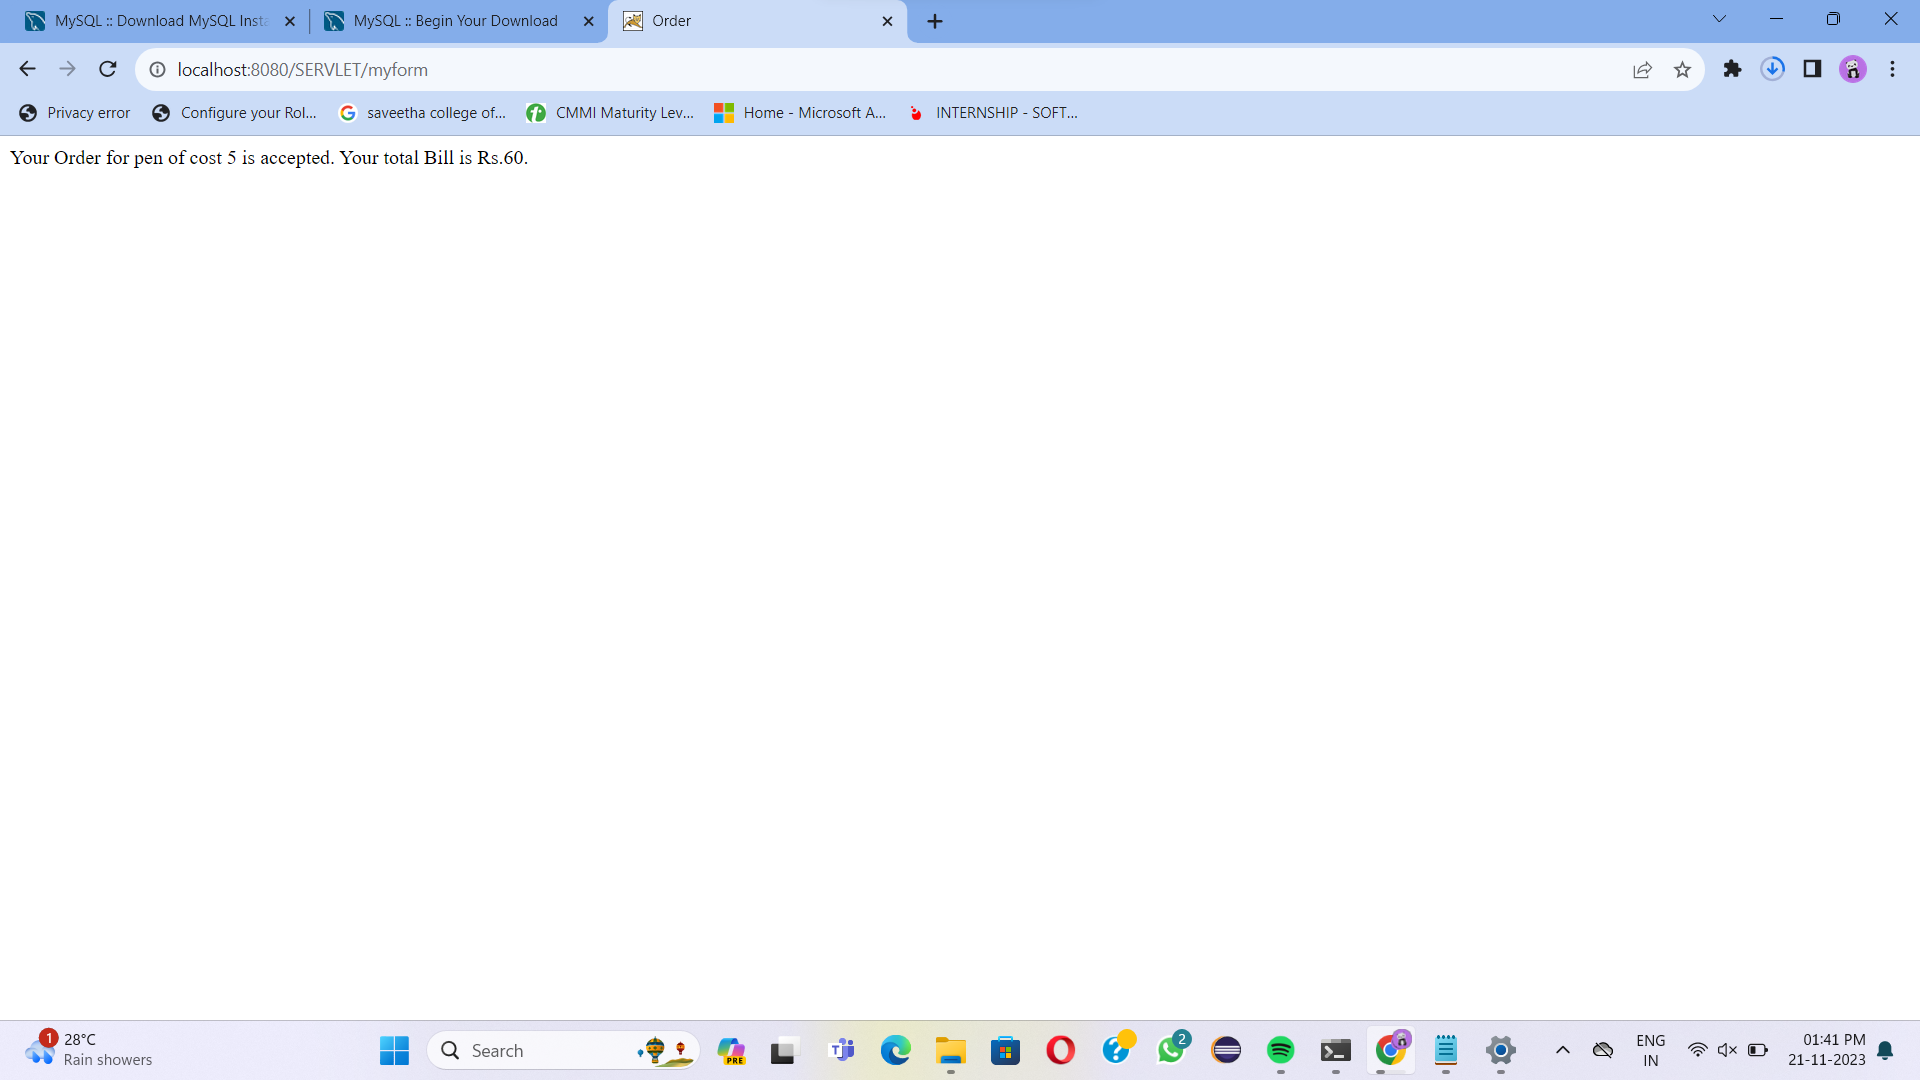 MySQL :: Download MySQL Insta
MySQL :: Begin Your Download
Order
localhost:8080/SERVLET/myform
Privacy error
Configure your Rol...
saveetha college of...
CMMI Maturity Lev...
Home - Microsoft A...
INTERNSHIP - SOFT...
Your Order for pen of cost 5 is accepted. Your total Bill is Rs.60.
1
28°C
Rain showers
Search
PRE
2
ENG
IN
01:41 PM
21-11-2023